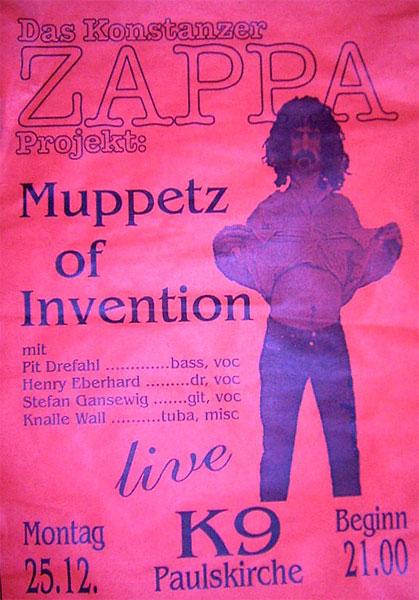 Das Konstanzer
ZAPPA
Projekt:
Muppetz
of
Invention
mit
Pit Drefahl .............bass, voc
Henry Eberhard .........dr, voc
Stefan Gansewig .......git, voc
Knalle Wall ..........tuba, misc
live
Montag
25.12.
K9
Paulskirche
Beginn
21.00